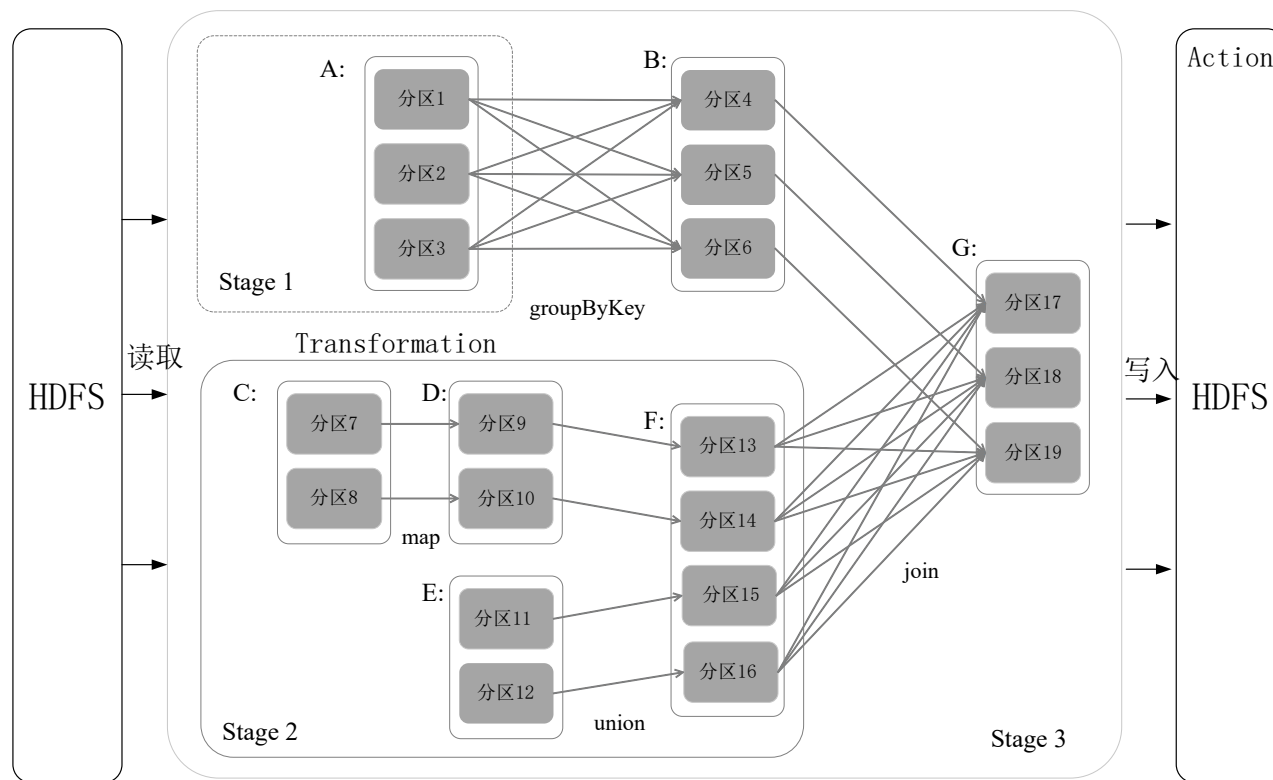 HDFS
读取
A:
分区1
分区2
分区3
Stage 1
groupByKey
B:
分区4
分区5
分区6
Transformation
C:
分区7
分区8
map
D:
分区9
分区10
E:
分区11
分区12
union
F:
分区13
分区14
分区15
分区16
Stage 2
join
G:
分区17
分区18
分区19
Stage 3
写入
Action
HDFS